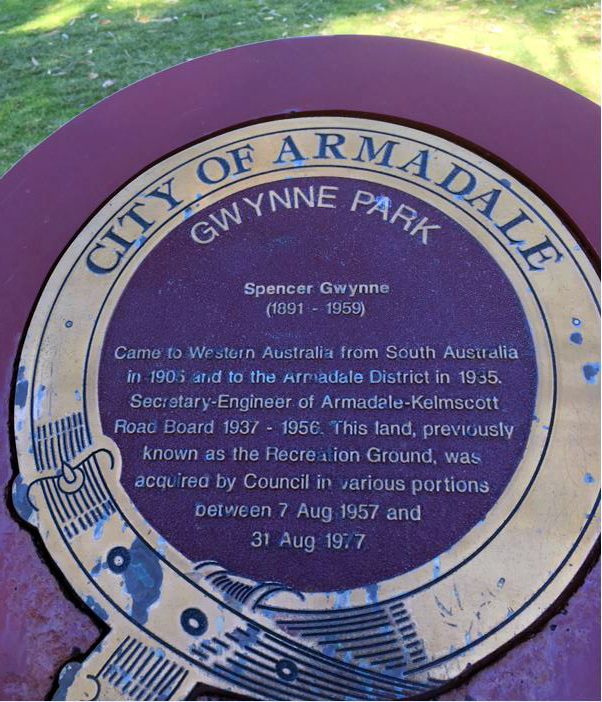 CITY OF ARMADALE
GWYNNE PARK
Spencer Gwynne
(1891 - 1959)
Came to Western Australia from South Australia
in 1905 and to the Armadale District in 1935.
Secretary-Engineer of Armadale-Kelmscott
Road Board 1937 - 1956. This land, previously
known as the Recreation Ground, was
acquired by Council in various portions
between 7 Aug 1957 and
31 Aug 1977